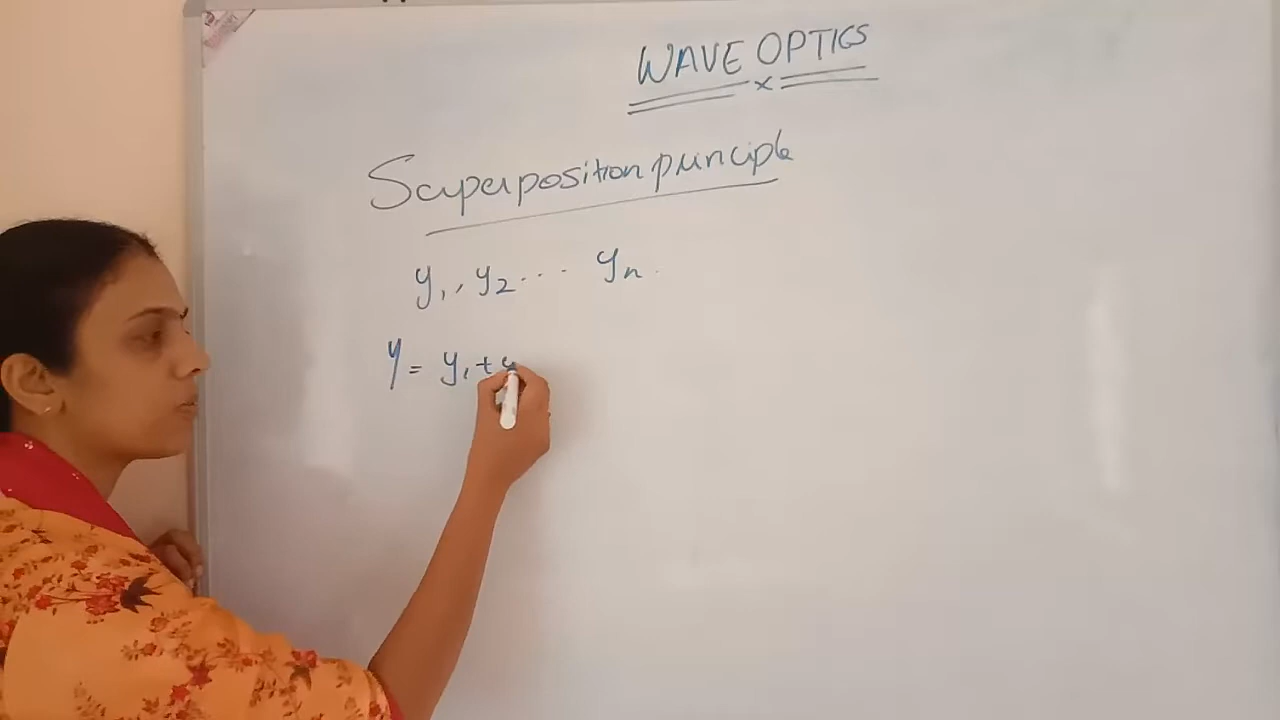 WAVE OPTICS
x
Superposition principle
y₁, y₂ ... yₙ.
y = y₁ + y